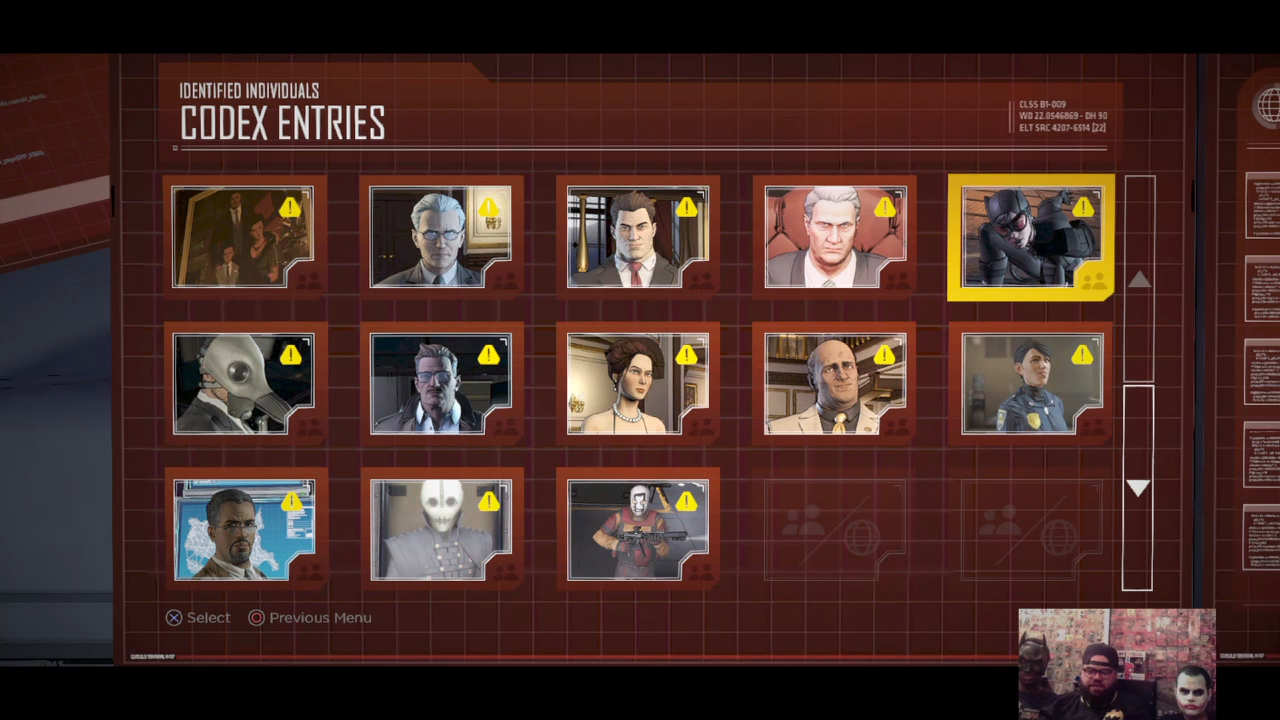 IDENTIFIED INDIVIDUALS
CODEX ENTRIES
CLSS B1-009
WD 22.0546869 - DH 90
ELT SRC 4207-6514 [22]
Select
Previous Menu